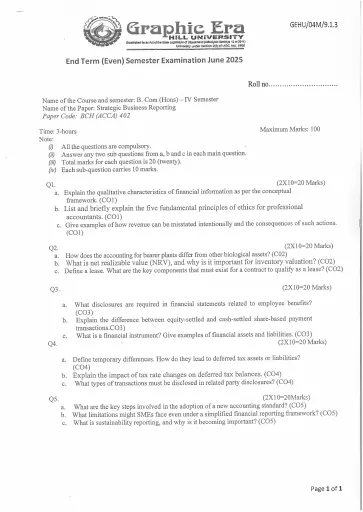 GEHU/04M/9.1.3
Graphic Era
HILL UNIVERSITY
End Term (Even) Semester Examination June 2025
Roll no.................................
Name of the Course and semester: B. Com (Hons) – IV Semester
Name of the Paper: Strategic Business Reporting
Paper Code: BCH (ACCA) 402
Time: 3-hours Maximum Marks: 100
Note:
(i) All the questions are compulsory.
(ii) Answer any two sub questions from a, b and c in each main question.
(iii) Total marks for each question is 20 (twenty).
(iv) Each sub-question carries 10 marks.
Q1. (2X10=20 Marks)
a. Explain the qualitative characteristics of financial information as per the conceptual
framework. (CO1)
b. List and briefly explain the five fundamental principles of ethics for professional
accountants. (CO1)
c. Give examples of how revenue can be misstated intentionally and the consequences of such actions.
(CO1)
Q2. (2X10=20 Marks)
a. How does the accounting for bearer plants differ from other biological assets? (C02)
b. What is net realizable value (NRV), and why is it important for inventory valuation? (CO2)
c. Define a lease. What are the key components that must exist for a contract to qualify as a lease? (CO2)
Q3. (2X10=20 Marks)
a. What disclosures are required in financial statements related to employee benefits?
(CO3)
b. Explain the difference between equity-settled and cash-settled share-based payment
transactions.CO3)
c. What is a financial instrument? Give examples of financial assets and liabilities. (CO3)
Q4. (2X10=20 Marks)
a. Define temporary differences. How do they lead to deferred tax assets or liabilities?
(CO4)
b. Explain the impact of tax rate changes on deferred tax balances. (CO4)
c. What types of transactions must be disclosed in related party disclosures? (CO4)
Q5. (2X10=20Marks)
a. What are the key steps involved in the adoption of a new accounting standard? (CO5)
b. What limitations might SMEs face even under a simplified financial reporting framework? (CO5)
c. What is sustainability reporting, and why is it becoming important? (CO5)
Page 1 of 1